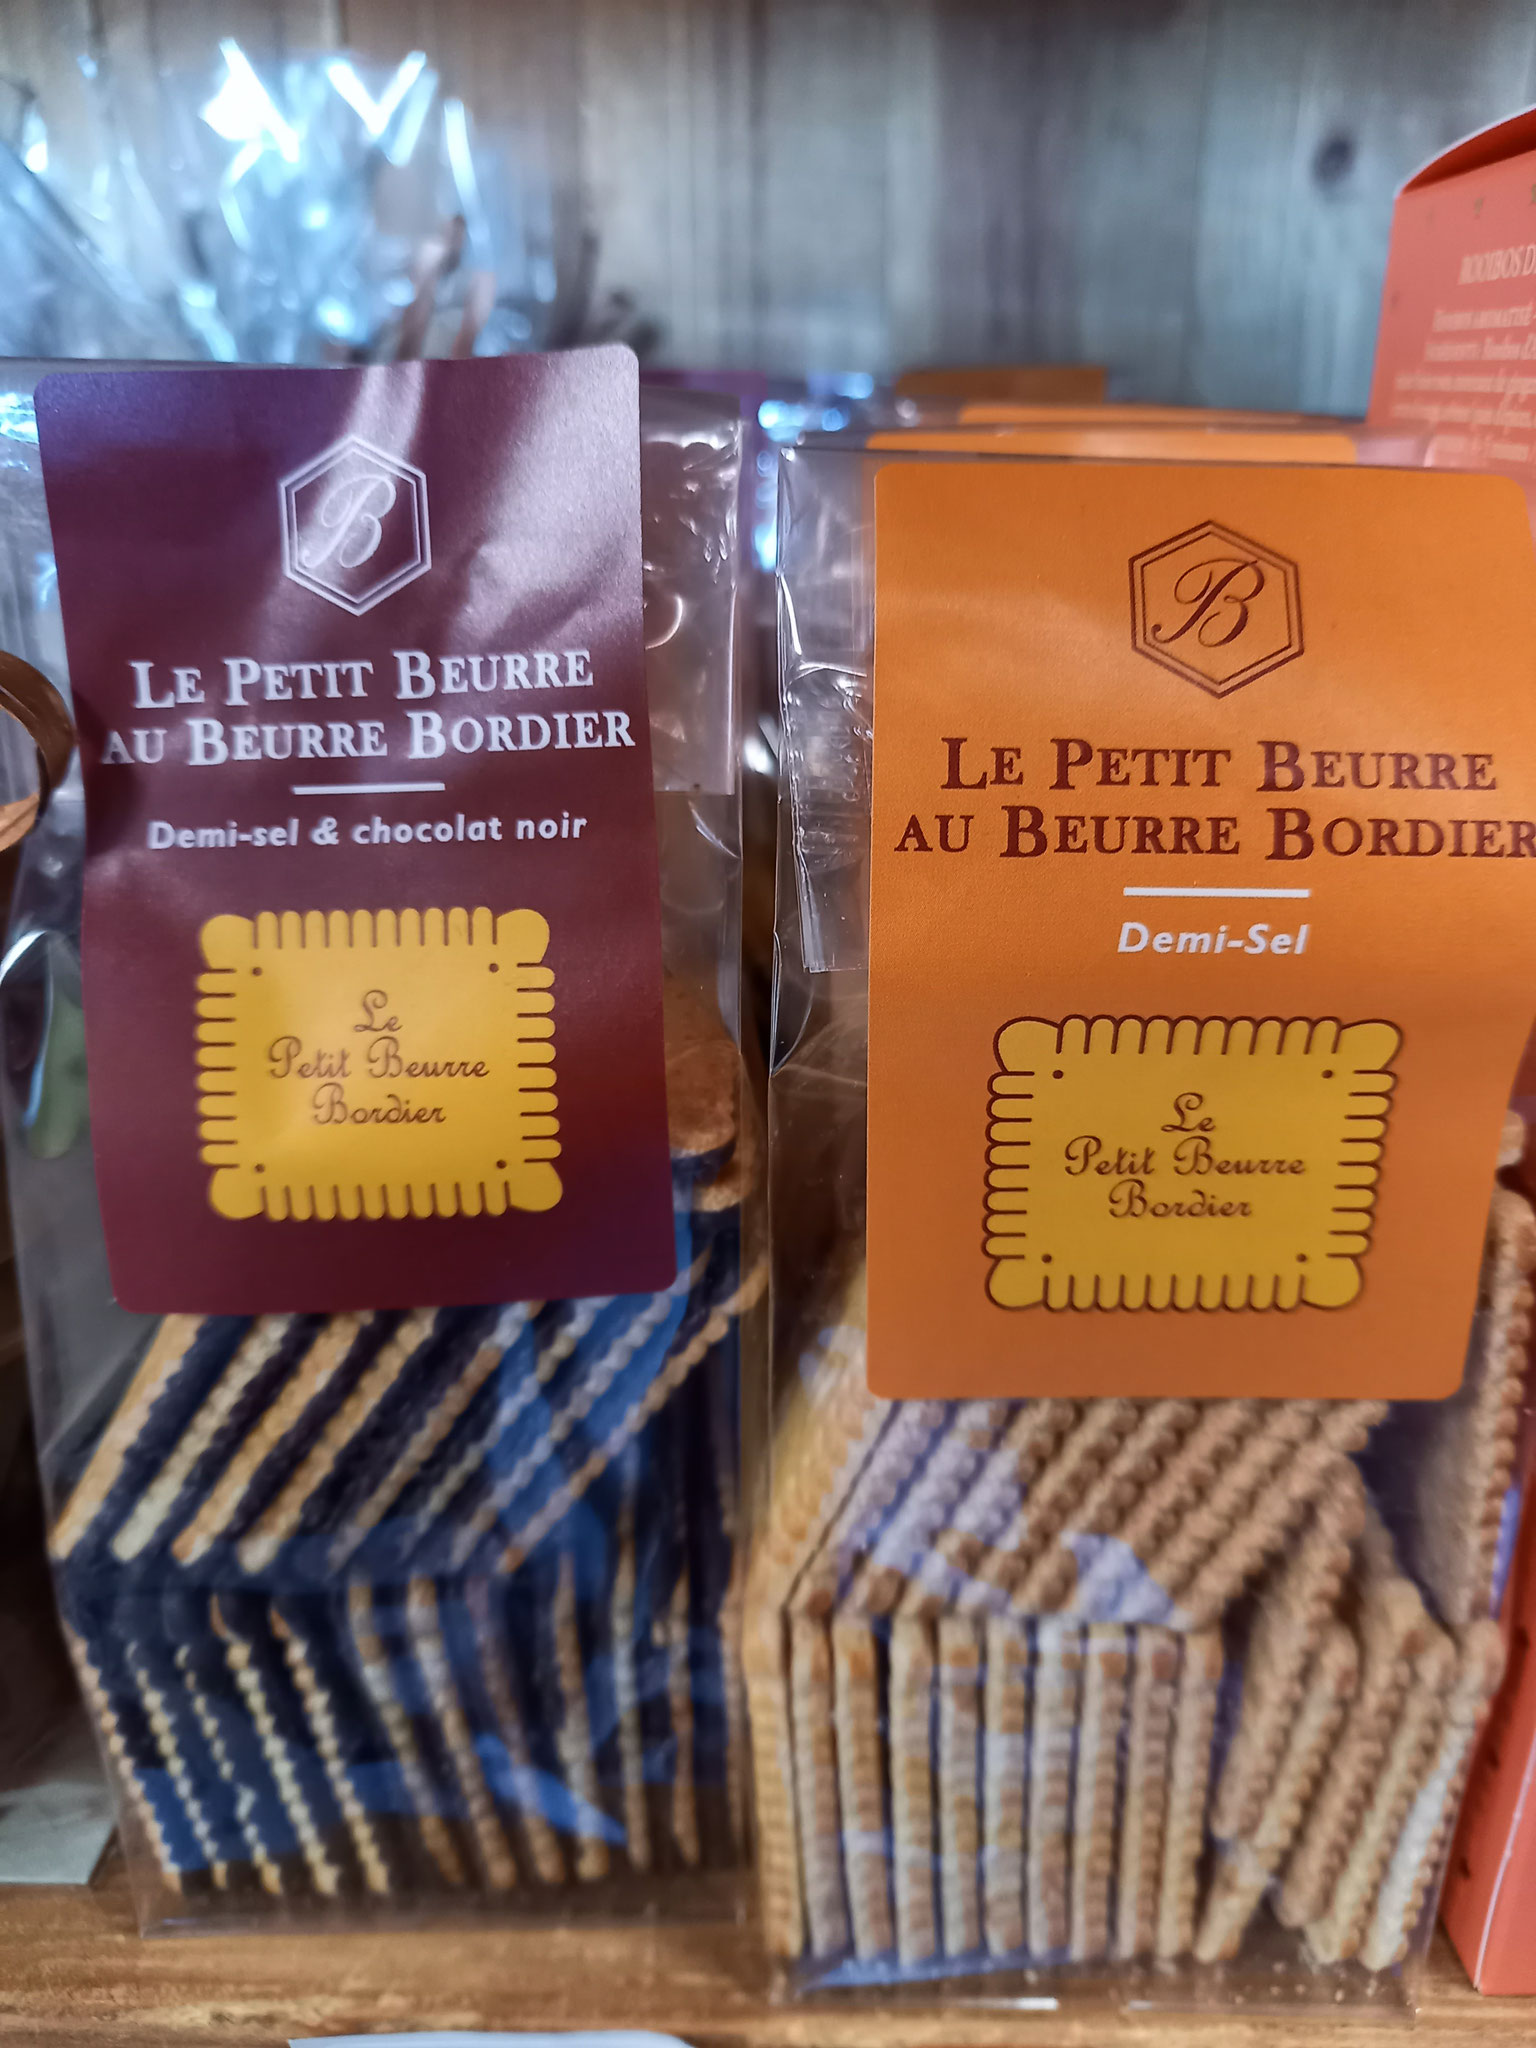 B
LE PETIT BEURRE
AU BEURRE BORDIER
Demi-sel & chocolat noir
Le
Petit Beurre
Bordier
B
LE PETIT BEURRE
AU BEURRE BORDIER
Demi-Sel
Le
Petit Beurre
Bordier
ROOIBOS